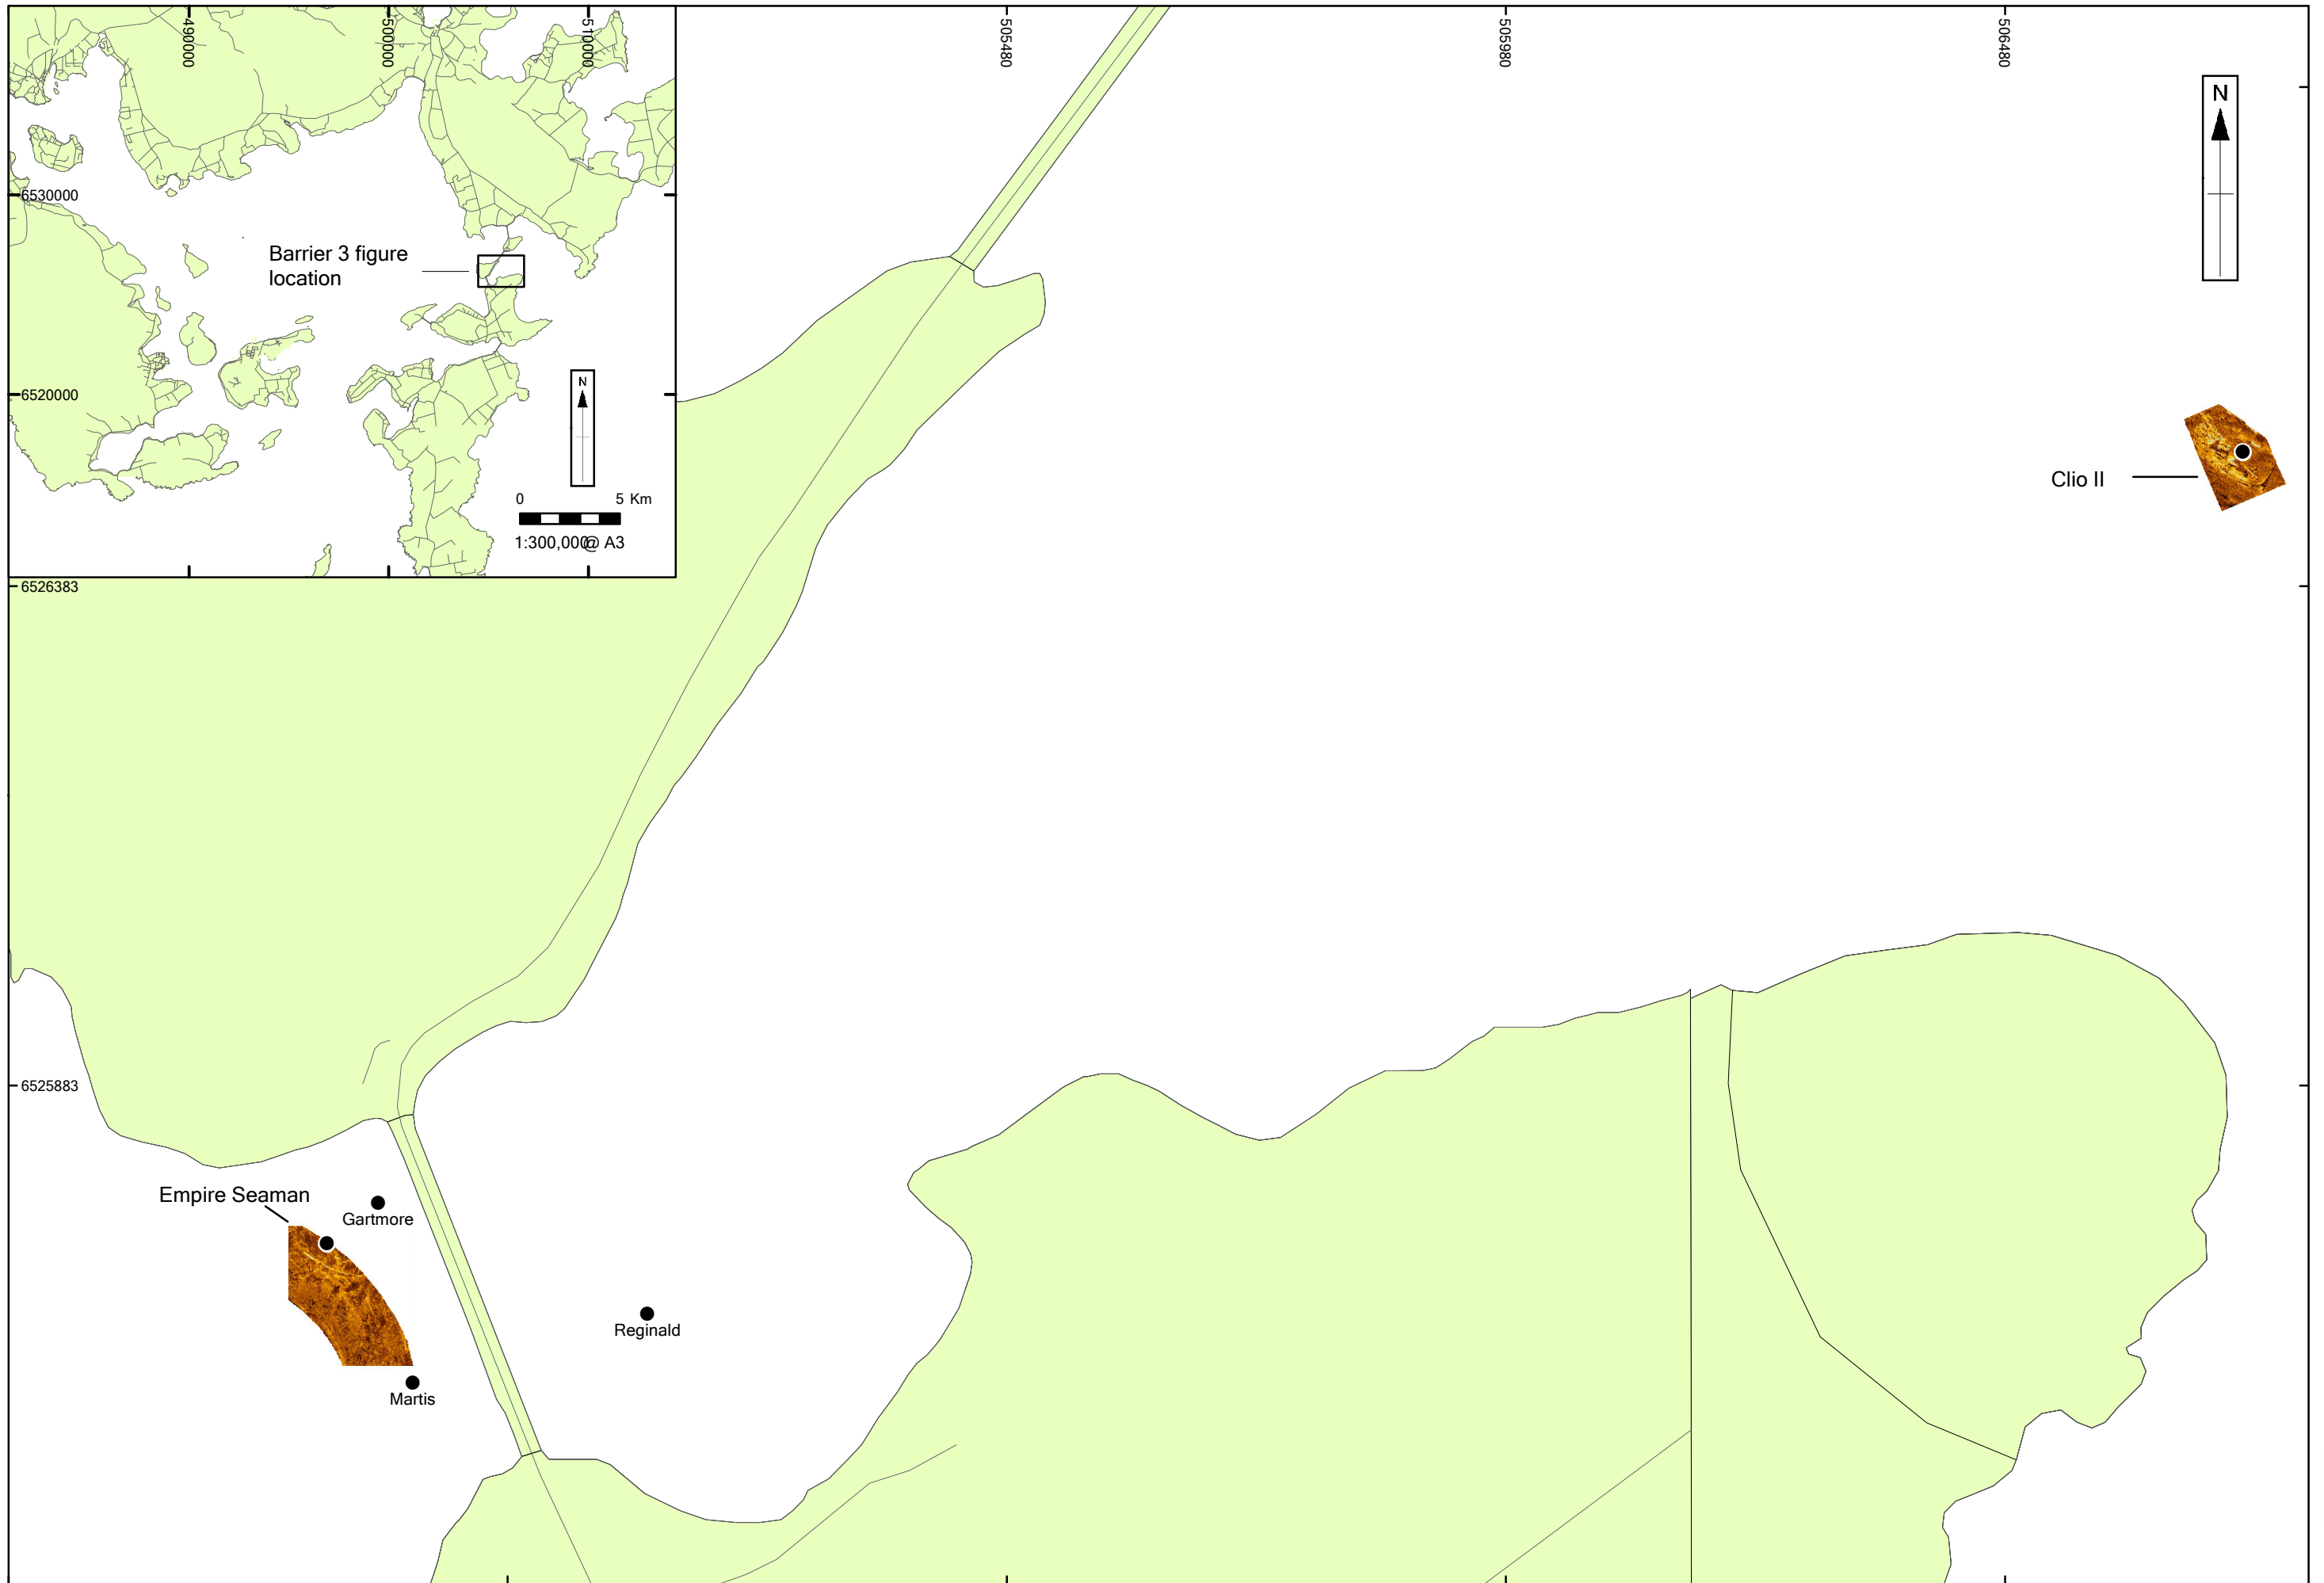 490000
500000
510000
505480
505980
506480
N
6530000
Barrier 3 figure
location
6520000
N
0 5 Km
1:300,000@ A3
Clio II
6526383
6525883
Empire Seaman
Gartmore
Reginald
Martis